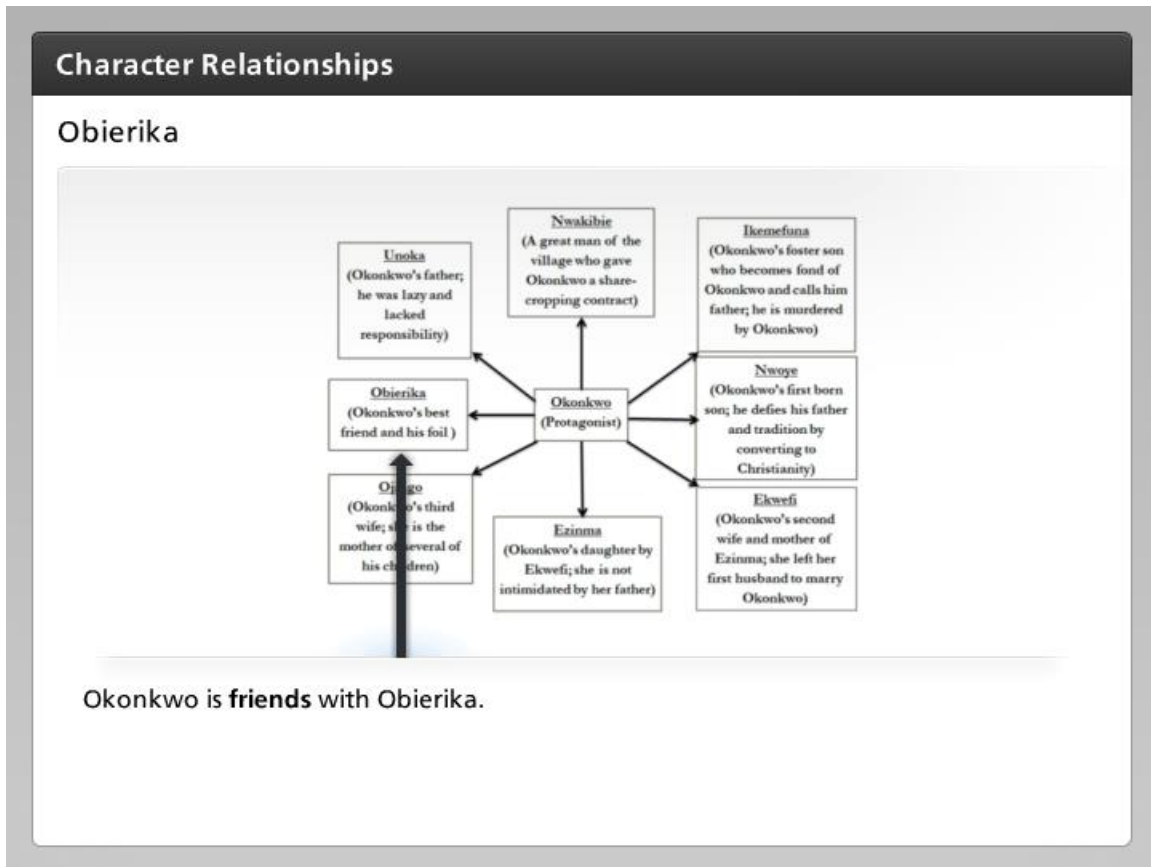 Character Relationships
Obierika
Nwakibie
(A great man of the
village who gave
Okonkwo a share-
cropping contract)
Ikemefuna
(Okonkwo's foster son
who becomes fond of
Okonkwo and calls him
father; he is murdered
by Okonkwo)
Unoka
(Okonkwo's father;
he was lazy and
lacked
responsibility)
Obierika
(Okonkwo's best
friend and his foil )
Okonkwo
(Protagonist)
Nwoye
(Okonkwo's first born
son; he defies his father
and tradition by
converting to
Christianity)
(Okonkwo's third
wife; she is the
mother of several of
his children)
Ezinma
(Okonkwo's daughter by
Ekwefi; she is not
intimidated by her father)
Ekwefi
(Okonkwo's second
wife and mother of
Ezinma; she left her
first husband to marry
Okonkwo)
Okonkwo is friends with Obierika.